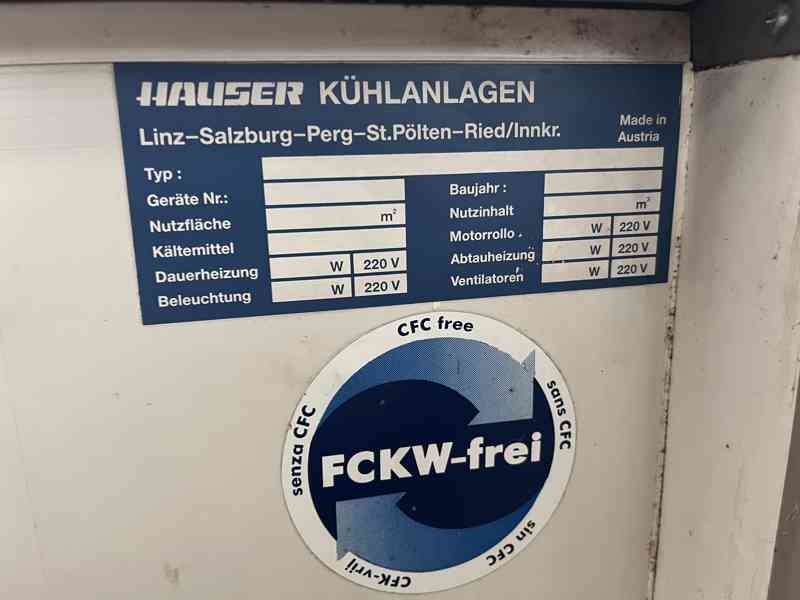 HAUSER KÜHLANLAGEN
Linz–Salzburg–Perg–St.Pölten–Ried/Innkr.
Made in
Austria
Typ :
Geräte Nr.:
Baujahr :
Nutzfläche m²
Nutzinhalt m³
Kältemittel
Motorrollo W 220 V
Dauerheizung W 220 V
Abtauheizung W 220 V
Beleuchtung W 220 V
Ventilatoren W 220 V
CFC free
sans CFC
senza CFC
FCKW-frei
sin CFC
CFK-vrij